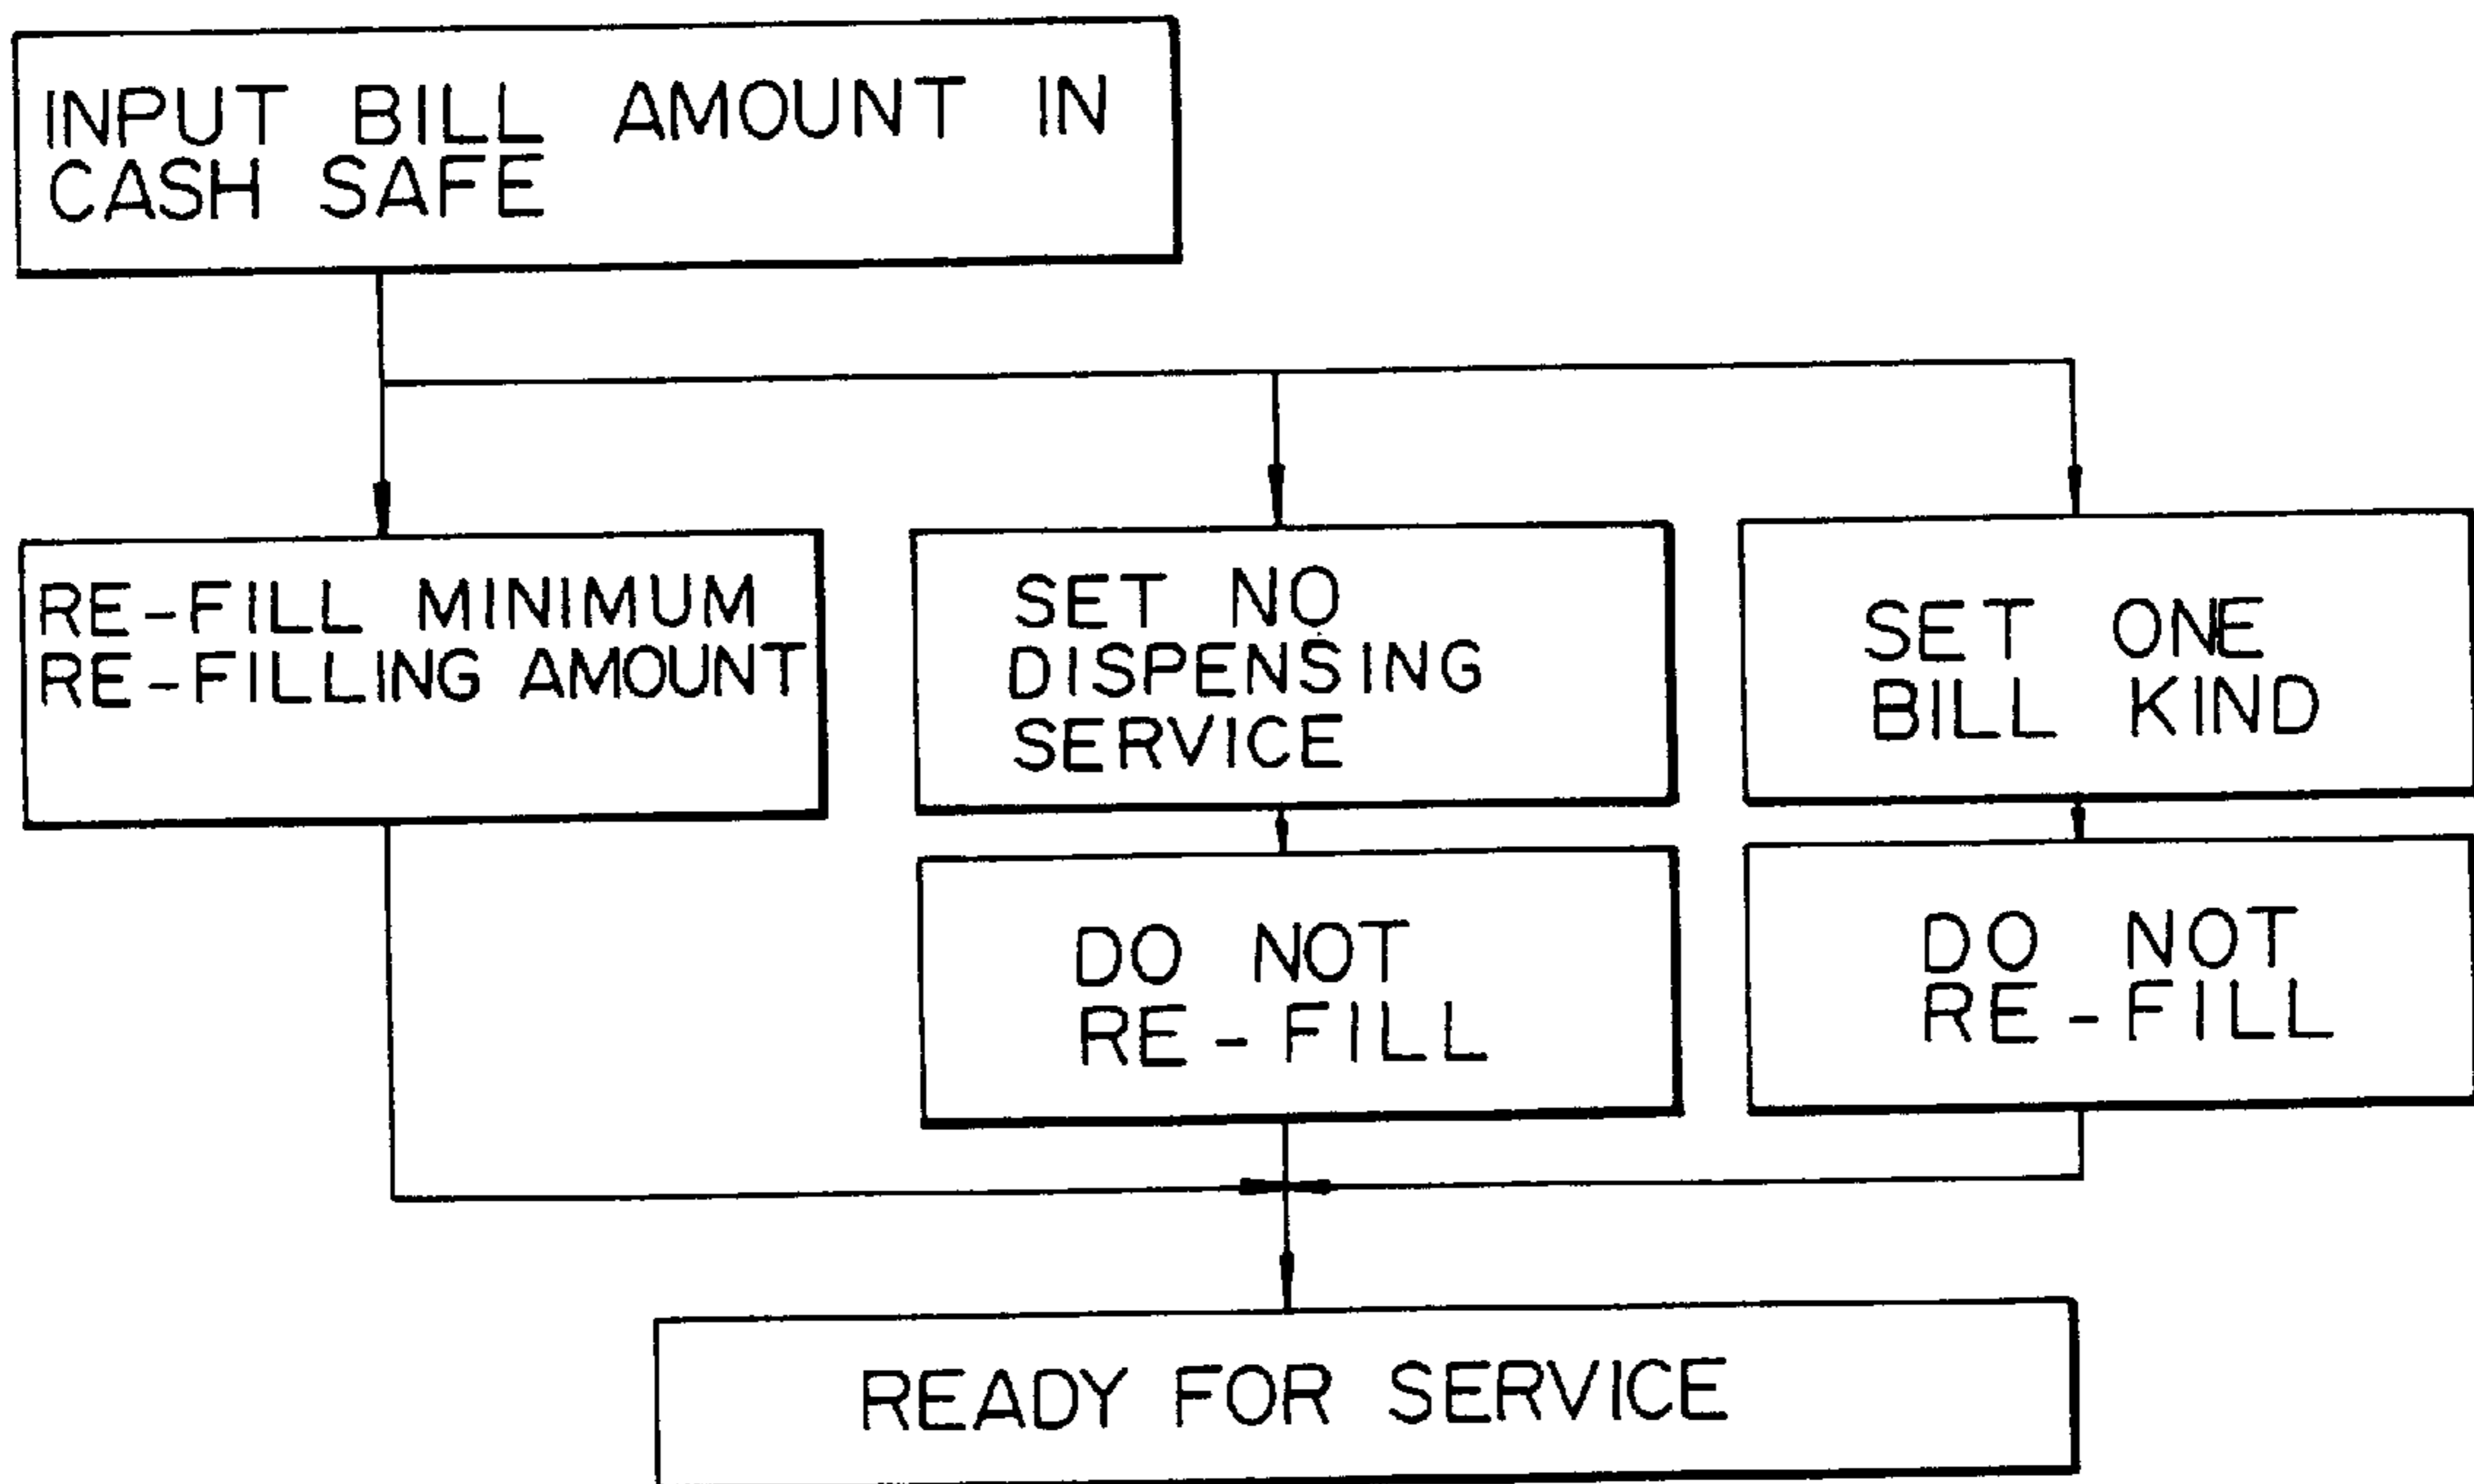 INPUT BILL AMOUNT IN
CASH SAFE
RE-FILL MINIMUM
RE-FILLING AMOUNT
SET NO
DISPENSING
SERVICE
SET ONE
BILL KIND
DO NOT
RE-FILL
DO NOT
RE-FILL
READY FOR SERVICE